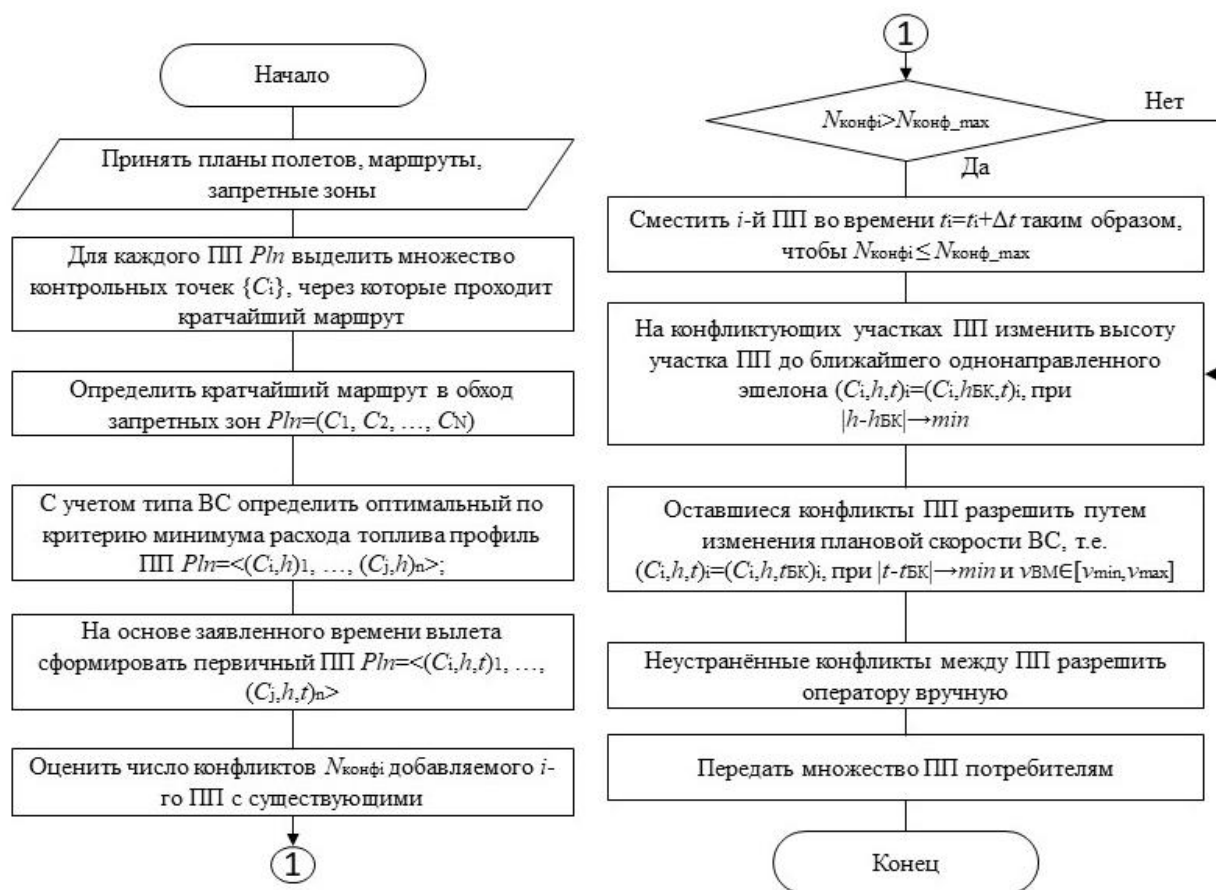 Начало
Принять планы полетов, маршруты,
запретные зоны
Для каждого ПП Pln выделить множество
контрольных точек {Ci}, через которые проходит
кратчайший маршрут
Определить кратчайший маршрут в обход
запретных зон Pln=(C1, C2, …, CN)
С учетом типа ВС определить оптимальный по
критерию минимума расхода топлива профиль
ПП Pln=<(Ci,h)1, …, (Cj,h)n>;
На основе заявленного времени вылета
сформировать первичный ПП Pln=<(Ci,h,t)1, …,
(Cj,h,t)n>
Оценить число конфликтов Nконфi добавляемого i-
го ПП с существующими
1
1
Nконфi>Nконф_max
Нет
Да
Сместить i-й ПП во времени ti=ti+Δt таким образом,
чтобы Nконфi ≤ Nконф_max
На конфликтующих участках ПП изменить высоту
участка ПП до ближайшего однонаправленного
эшелона (Ci,h,t)i=(Ci,hБК,t)i, при
|h-hБК|→min
Оставшиеся конфликты ПП разрешить путем
изменения плановой скорости ВС, т.е.
(Ci,h,t)i=(Ci,h,tБК)i, при |t-tБК|→min и vВМ∈[vmin,vmax]
Неустранённые конфликты между ПП разрешить
оператору вручную
Передать множество ПП потребителям
Конец